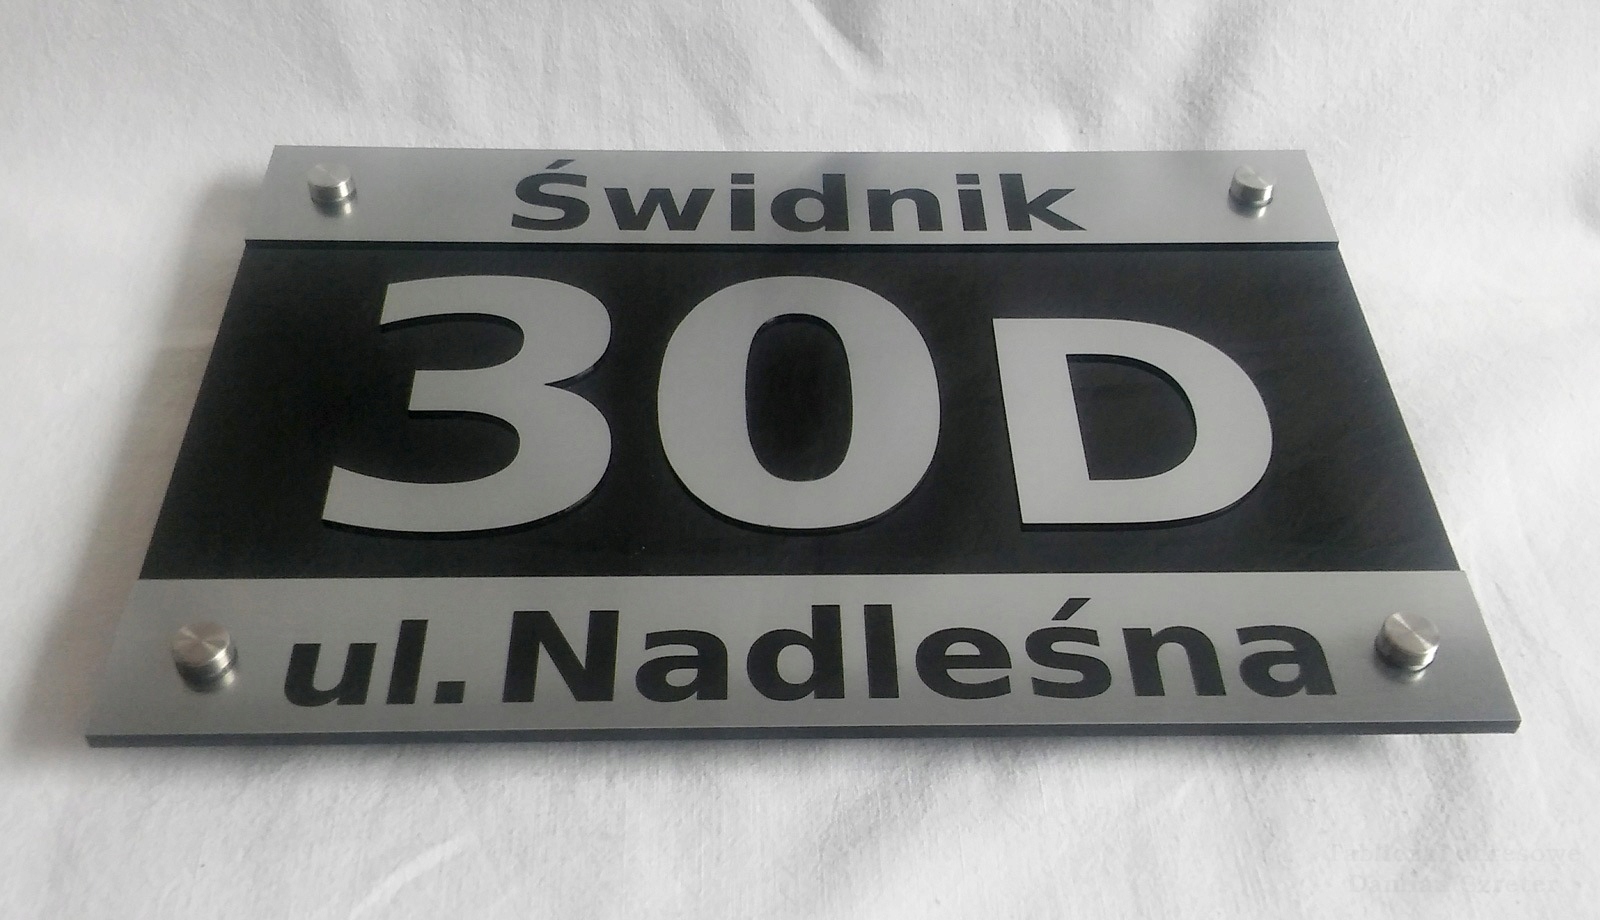 Świdnik
30D
ul. Nadleśna